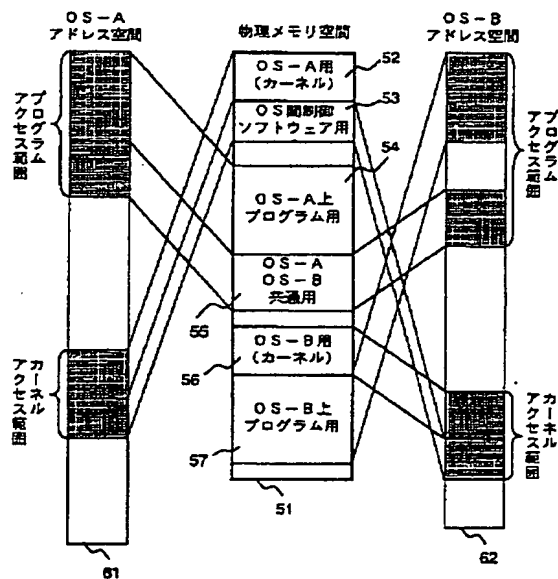 OS-A
アドレス空間
物理メモリ空間
OS-B
アドレス空間
プログラム
アクセス範囲
カーネル
アクセス範囲
61
OS-A用
(カーネル)
52
OS間制御
ソフトウェア用
53
54
OS-A上
プログラム用
OS-A
OS-B
共通用
55
OS-B用
(カーネル)
56
OS-B上
プログラム用
57
51
プログラム
アクセス範囲
カーネル
アクセス範囲
62